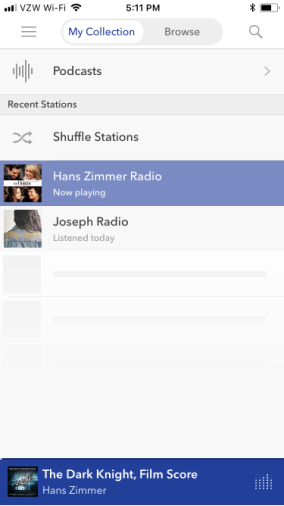 VZW Wi-Fi
5:11 PM
My Collection
Browse
Podcasts
Recent Stations
Shuffle Stations
Hans Zimmer Radio
Now playing
Joseph Radio
Listened today
The Dark Knight, Film Score
Hans Zimmer